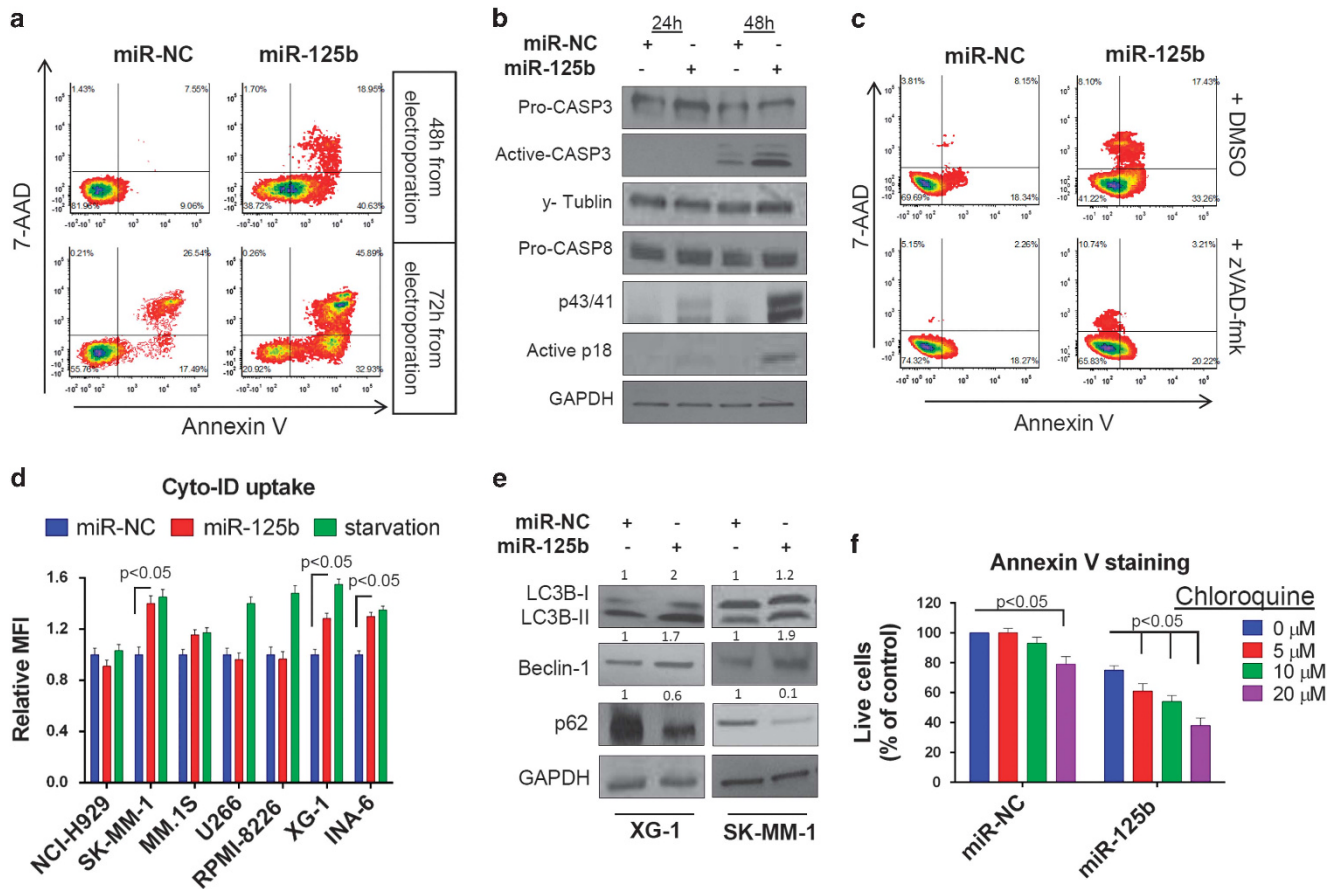 a
miR-NC
miR-125b
7-AAD
1.43%
7.55%
81.96%
9.06%
1.70%
18.95%
38.72%
40.63%
48h from
electroporation
0.21%
26.54%
55.76%
17.49%
0.26%
45.89%
20.92%
32.93%
72h from
electroporation
Annexin V
b
24h
48h
miR-NC + - + -
miR-125b - + - +
Pro-CASP3
Active-CASP3
y- Tublin
Pro-CASP8
p43/41
Active p18
GAPDH
c
miR-NC
miR-125b
7-AAD
3.81%
8.15%
69.69%
18.34%
8.10%
17.43%
41.22%
33.26%
+ DMSO
5.15%
2.26%
74.32%
18.27%
10.74%
3.21%
65.83%
20.22%
+ zVAD-fmk
Annexin V
d
Cyto-ID uptake
miR-NC
miR-125b
starvation
Relative MFI
1.6
1.2
0.8
0.4
0.0
p<0.05
p<0.05
p<0.05
NCI-H929
SK-MM-1
MM.1S
U266
RPMI-8226
XG-1
INA-6
e
miR-NC + - + -
miR-125b - + - +
1 2 1 1.2
LC3B-I
LC3B-II
1 1.7 1 1.9
Beclin-1
1 0.6 1 0.1
p62
GAPDH
XG-1
SK-MM-1
f
Annexin V staining
Chloroquine
0 µM
5 µM
10 µM
20 µM
Live cells
(% of control)
120
100
80
60
40
20
0
p<0.05
p<0.05
miR-NC
miR-125b